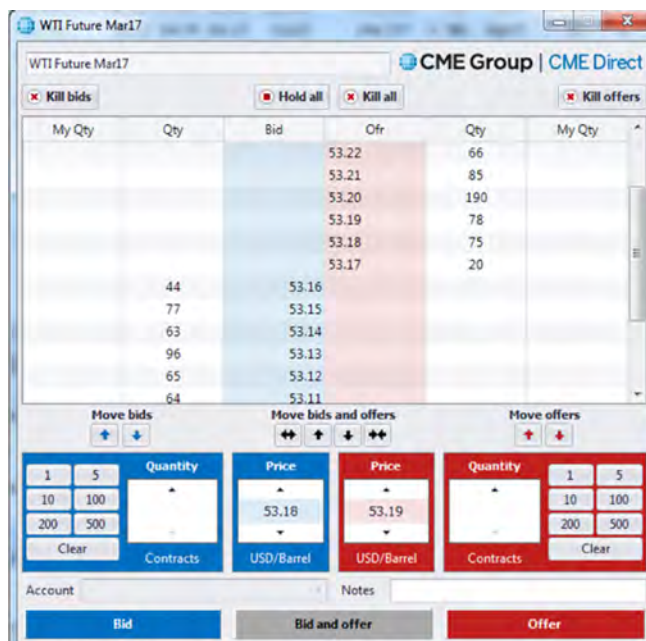 WTI Future Mar17
WTI Future Mar17 CME Group | CME Direct
Kill bids Hold all Kill all Kill offers
My Qty Qty Bid Ofr Qty My Qty
53.22 66
53.21 85
53.20 190
53.19 78
53.18 75
53.17 20
44 53.16
77 53.15
63 53.14
96 53.13
65 53.12
64 53.11
Move bids Move bids and offers Move offers
Quantity Price Price Quantity
1 5 1 5
10 100 53.18 53.19 10 100
200 500 200 500
Clear Contracts USD/Barrel USD/Barrel Contracts Clear
Account Notes
Bid Bid and offer Offer